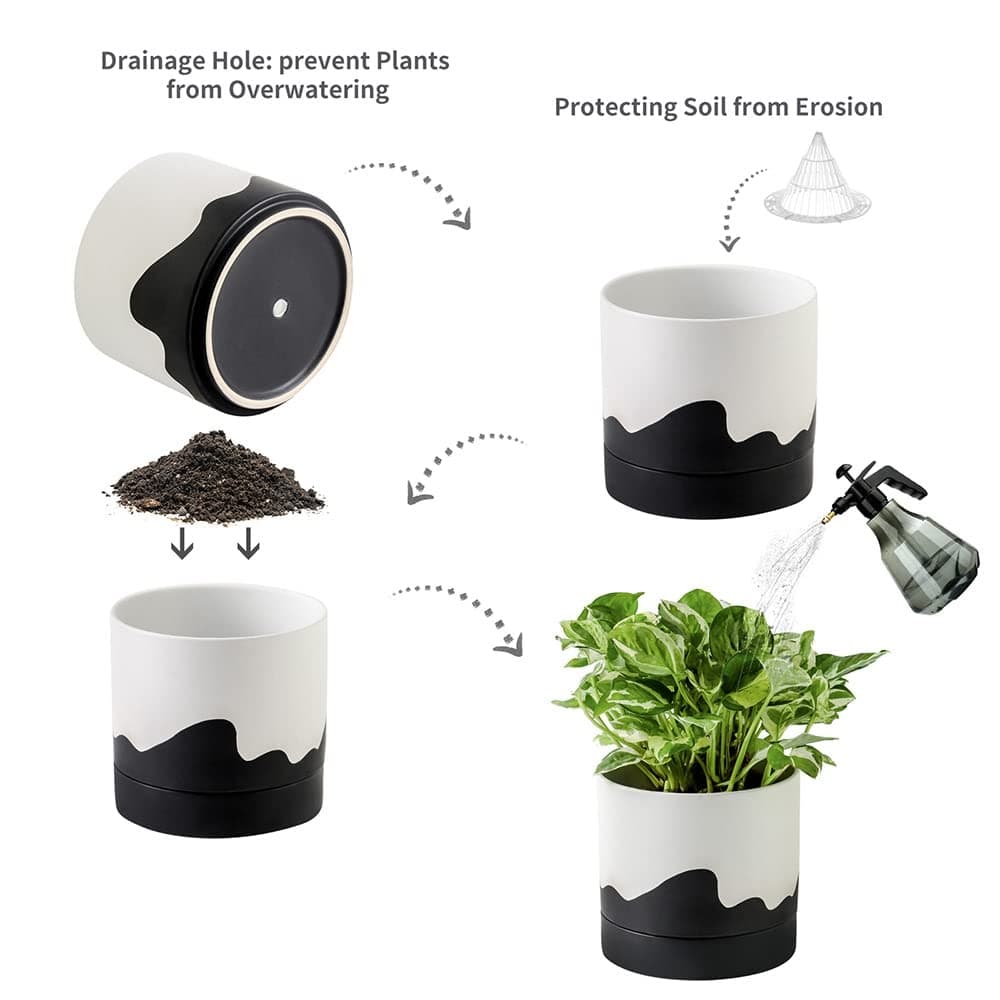 Drainage Hole: prevent Plants
from Overwatering
Protecting Soil from Erosion